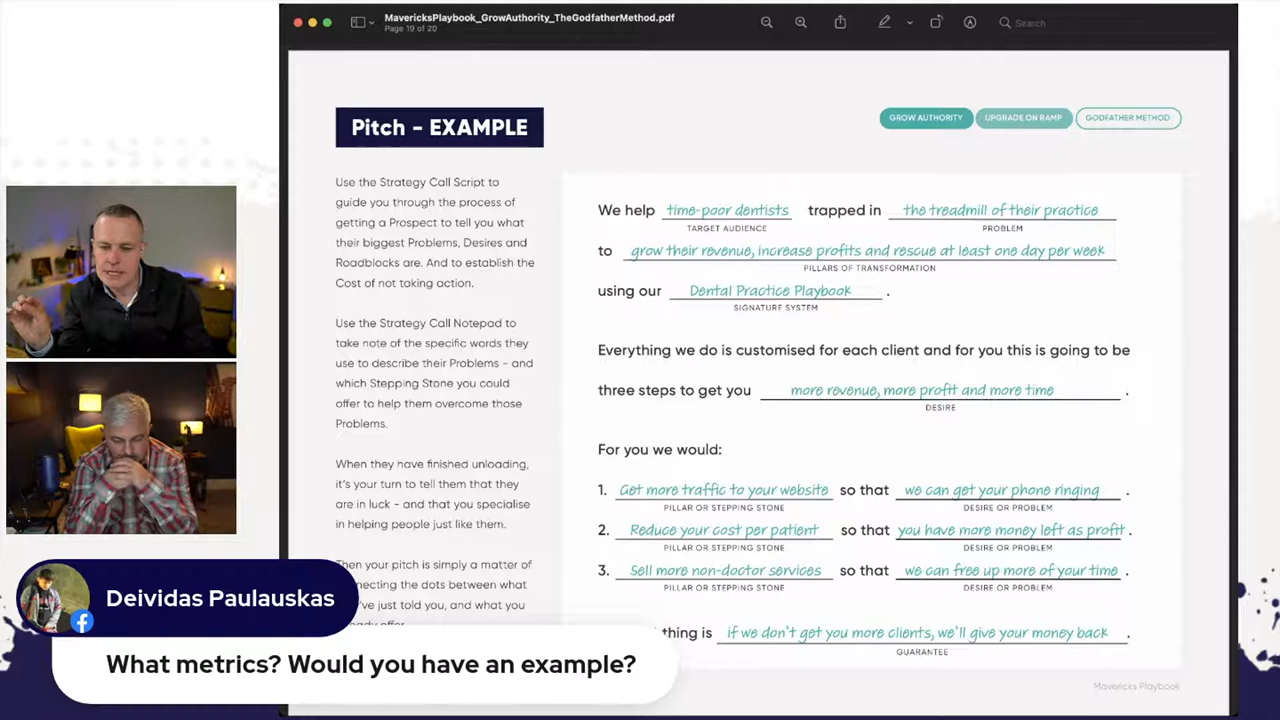 MavericksPlaybook_GrowAuthority_TheGodfatherMethod.pdf
Page 19 of 20
Search
Pitch - EXAMPLE
GROW AUTHORITY
UPGRADE ON RAMP
GODFATHER METHOD
Use the Strategy Call Script to
guide you through the process of
getting a Prospect to tell you what
their biggest Problems, Desires and
Roadblocks are. And to establish the
Cost of not taking action.
Use the Strategy Call Notepad to
take note of the specific words they
use to describe their Problems - and
which Stepping Stone you could
offer to help them overcome those
Problems.
When they have finished unloading,
it's your turn to tell them that they
are in luck - and that you specialise
in helping people just like them.
Then your pitch is simply a matter of
necting the dots between what
've just told you, and what you
offer.
We help time-poor dentists trapped in the treadmill of their practice
TARGET AUDIENCE PROBLEM
to grow their revenue, increase profits and rescue at least one day per week
PILLARS OF TRANSFORMATION
using our Dental Practice Playbook .
SIGNATURE SYSTEM
Everything we do is customised for each client and for you this is going to be
three steps to get you more revenue, more profit and more time .
DESIRE
For you we would:
1. Get more traffic to your website so that we can get your phone ringing .
PILLAR OR STEPPING STONE DESIRE OR PROBLEM
2. Reduce your cost per patient so that you have more money left as profit .
PILLAR OR STEPPING STONE DESIRE OR PROBLEM
3. Sell more non-doctor services so that we can free up more of your time .
PILLAR OR STEPPING STONE DESIRE OR PROBLEM
thing is if we don't get you more clients, we'll give your money back .
GUARANTEE
Mavericks Playbook
Deividas Paulauskas
What metrics? Would you have an example?